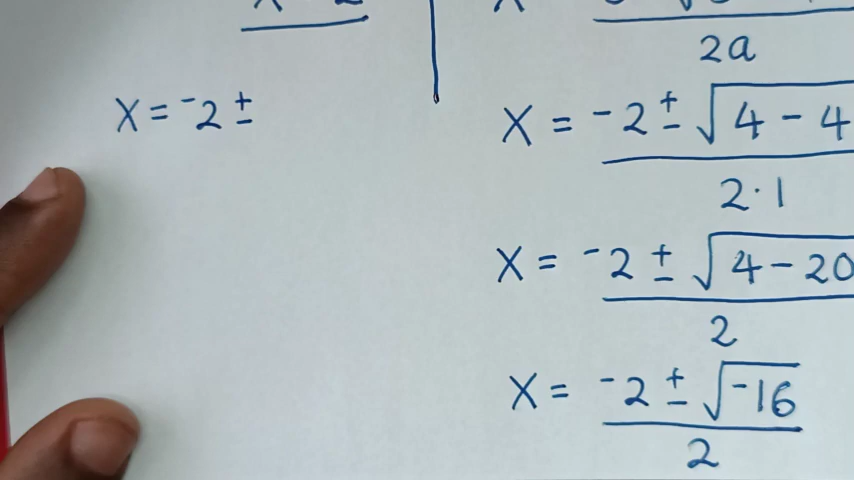 X = -2 ±
2a
X = -2 ± √4 - 4
2·1
X = -2 ± √4 - 20
2
X = -2 ± √-16
2